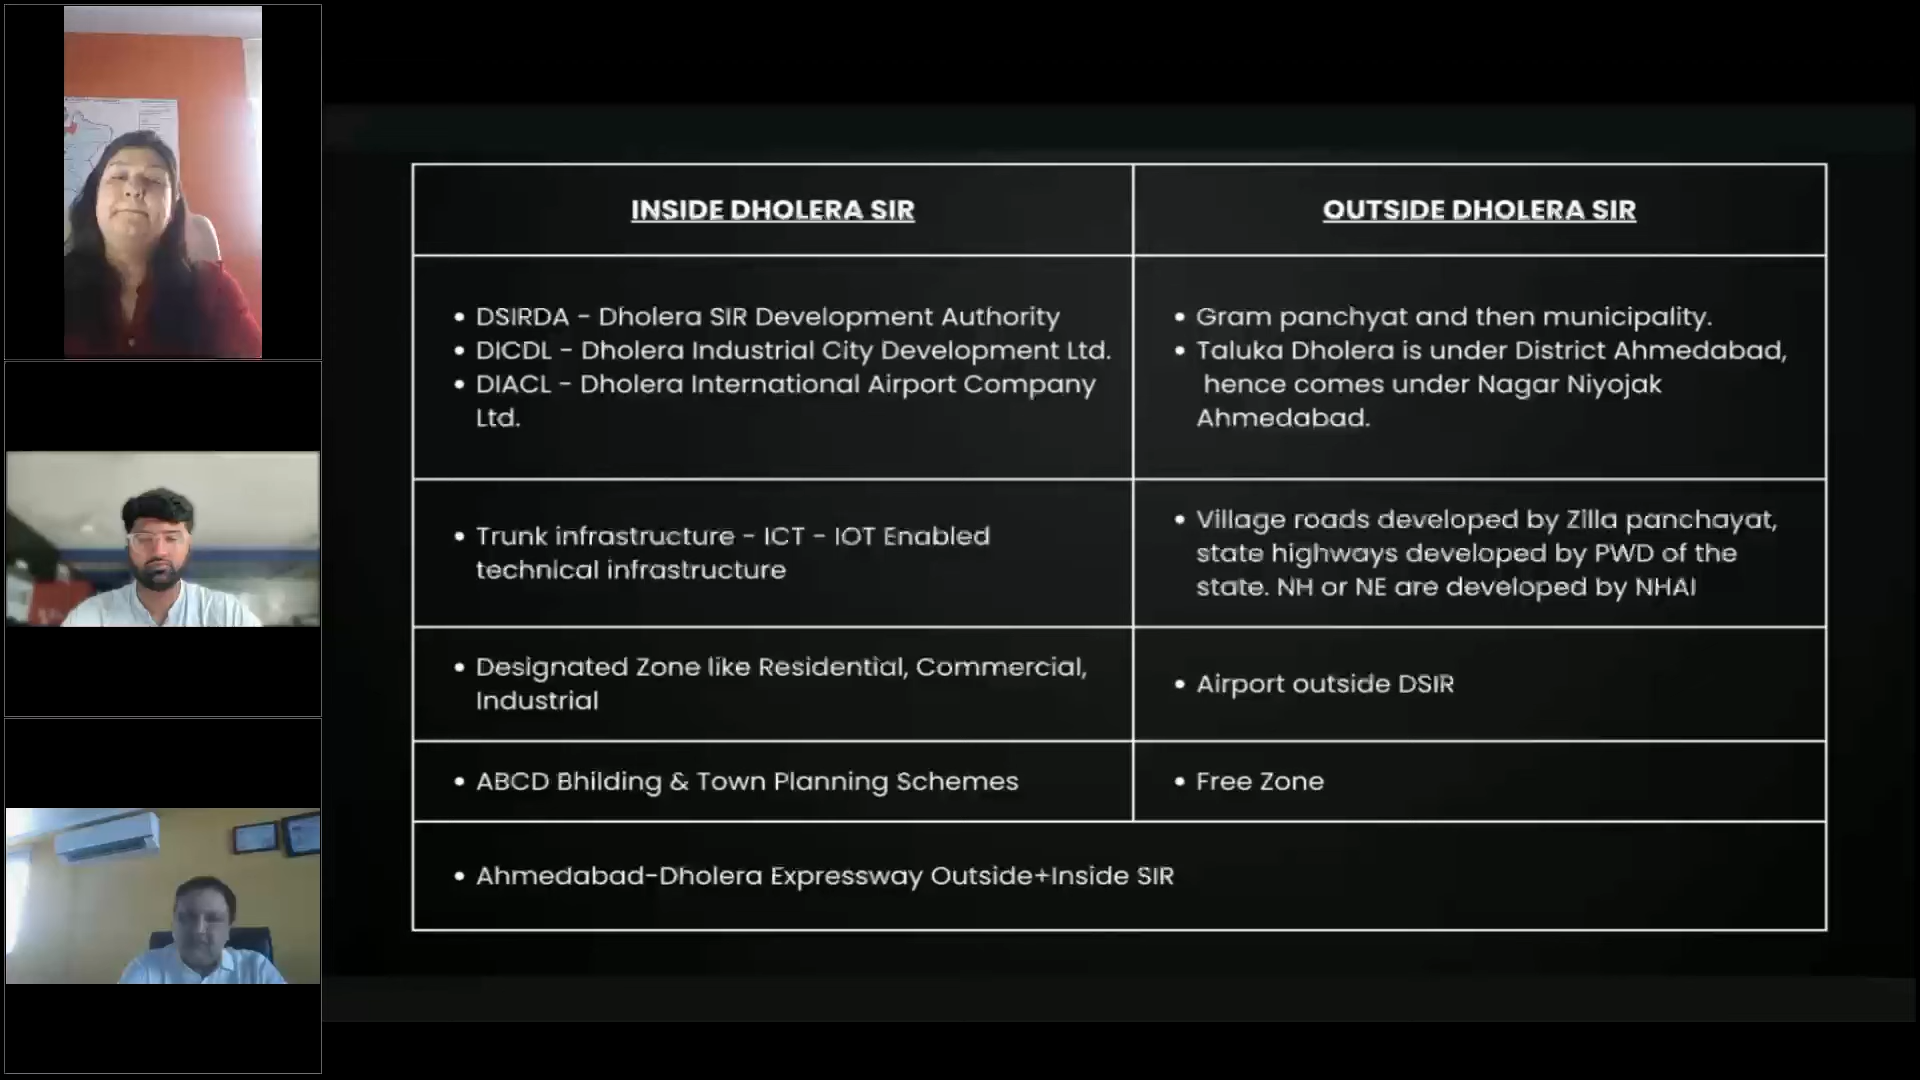 INSIDE DHOLERA SIR
OUTSIDE DHOLERA SIR
• DSIRDA - Dholera SIR Development Authority
• DICDL - Dholera Industrial City Development Ltd.
• DIACL - Dholera International Airport Company
Ltd.
• Gram panchyat and then municipality.
• Taluka Dholera is under District Ahmedabad,
hence comes under Nagar Niyojak
Ahmedabad.
• Trunk infrastructure - ICT - IOT Enabled
technical infrastructure
• Village roads developed by Zilla panchayat,
state highways developed by PWD of the
state. NH or NE are developed by NHAI
• Designated Zone like Residential, Commercial,
Industrial
• Airport outside DSIR
• ABCD Bhilding & Town Planning Schemes
• Free Zone
• Ahmedabad-Dholera Expressway Outside+Inside SIR